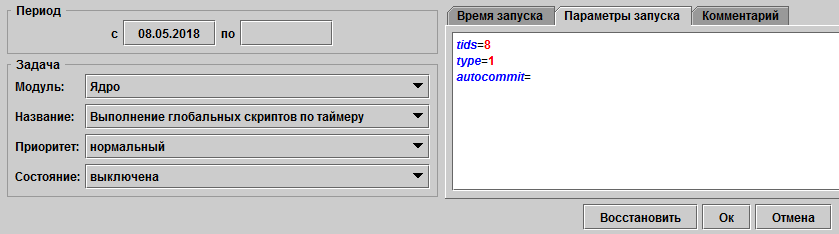 Период
с 08.05.2018 по
Задача
Модуль: Ядро
Название: Выполнение глобальных скриптов по таймеру
Приоритет: нормальный
Состояние: выключена
Время запуска Параметры запуска Комментарий
tids=8
type=1
autocommit=
Восстановить Ок Отмена